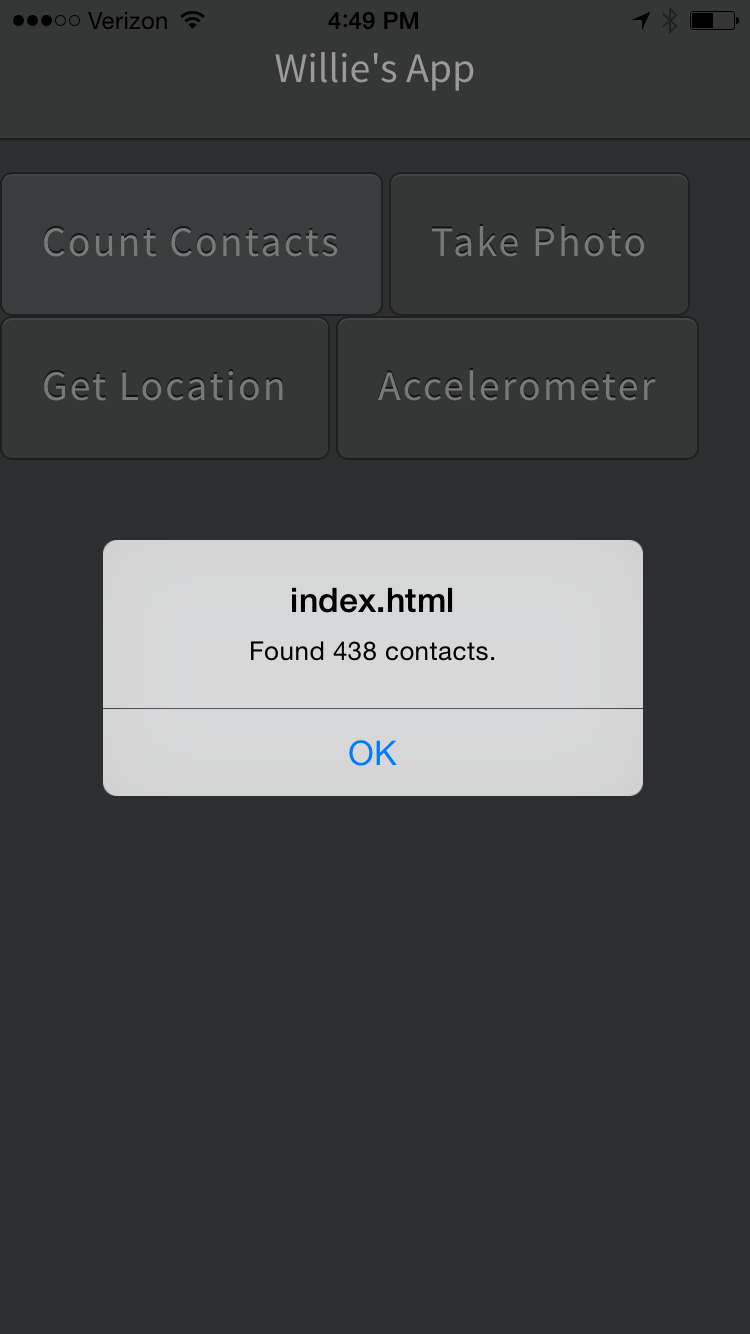 Verizon 4:49 PM
Willie's App
Count Contacts Take Photo
Get Location Accelerometer
index.html
Found 438 contacts.
OK